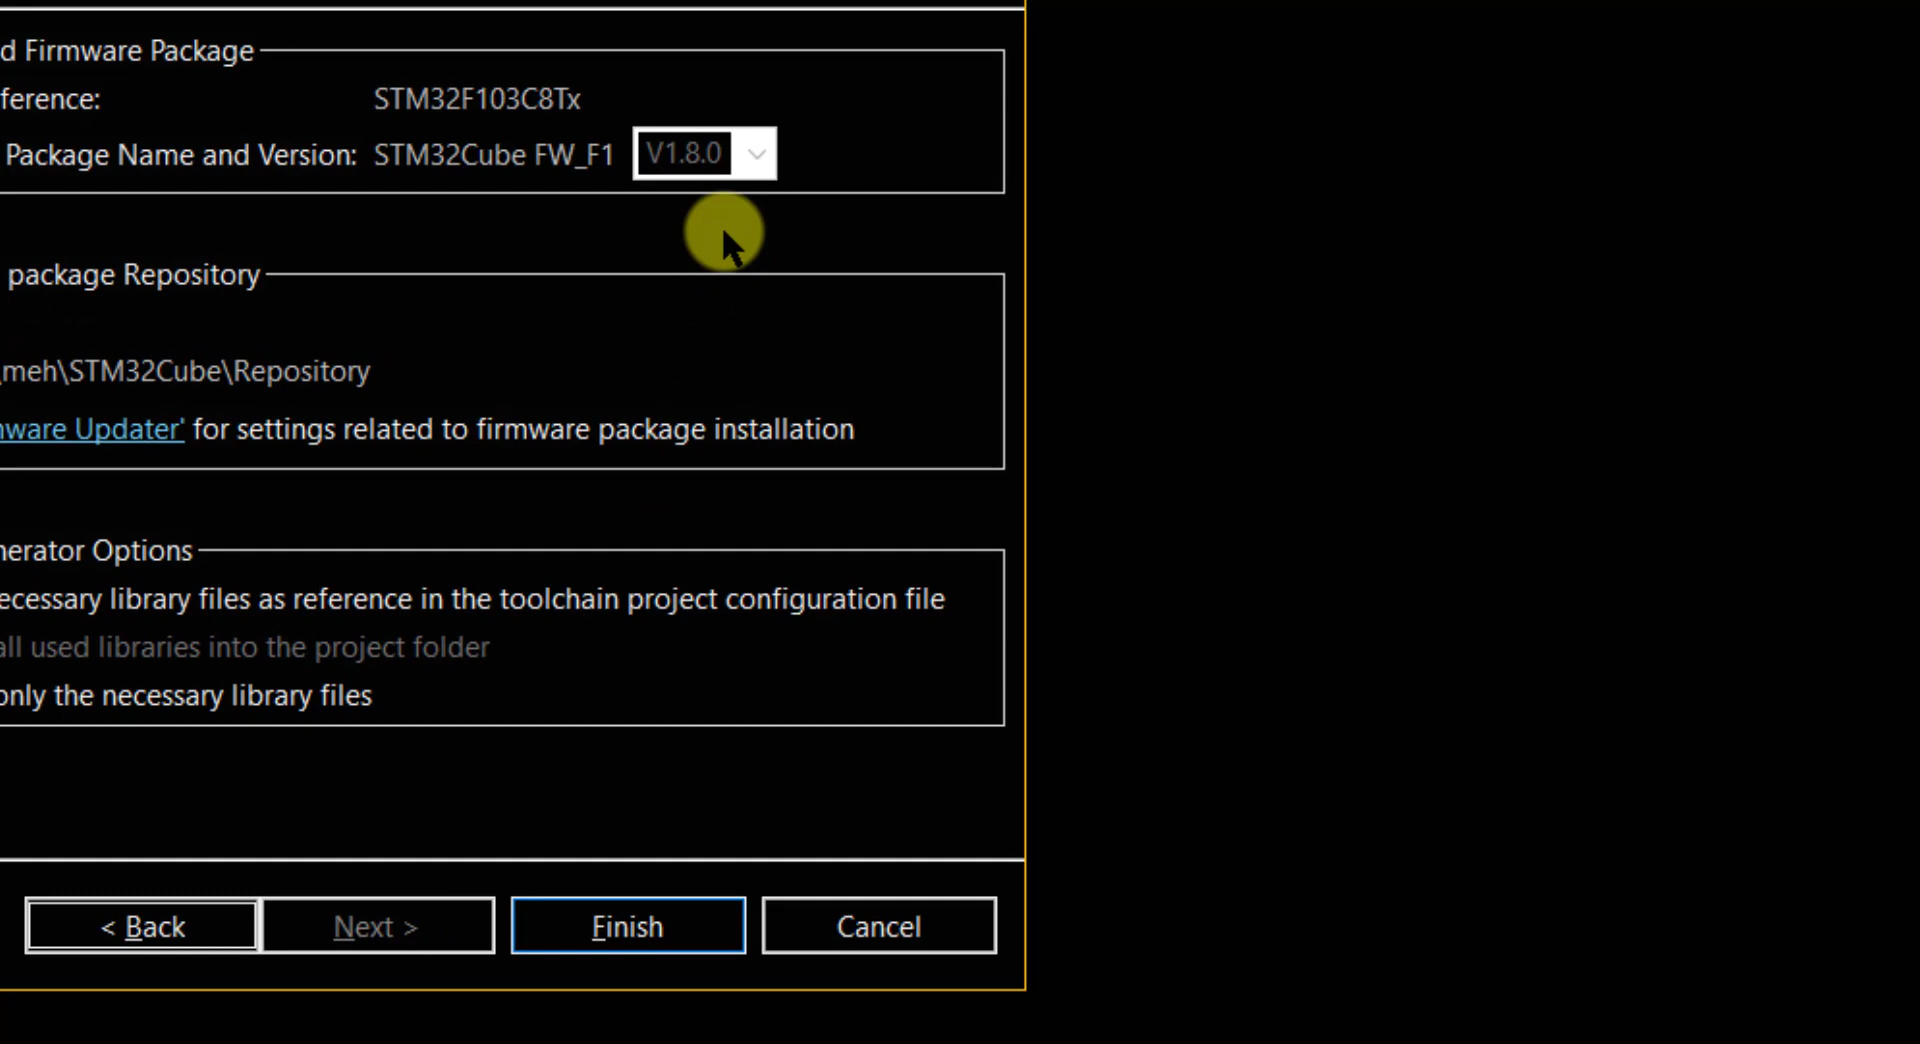 d Firmware Package
ference: STM32F103C8Tx
Package Name and Version: STM32Cube FW_F1 V1.8.0
package Repository
\meh\STM32Cube\Repository
ware Updater' for settings related to firmware package installation
nerator Options
ecessary library files as reference in the toolchain project configuration file
all used libraries into the project folder
only the necessary library files
< Back Next > Finish Cancel